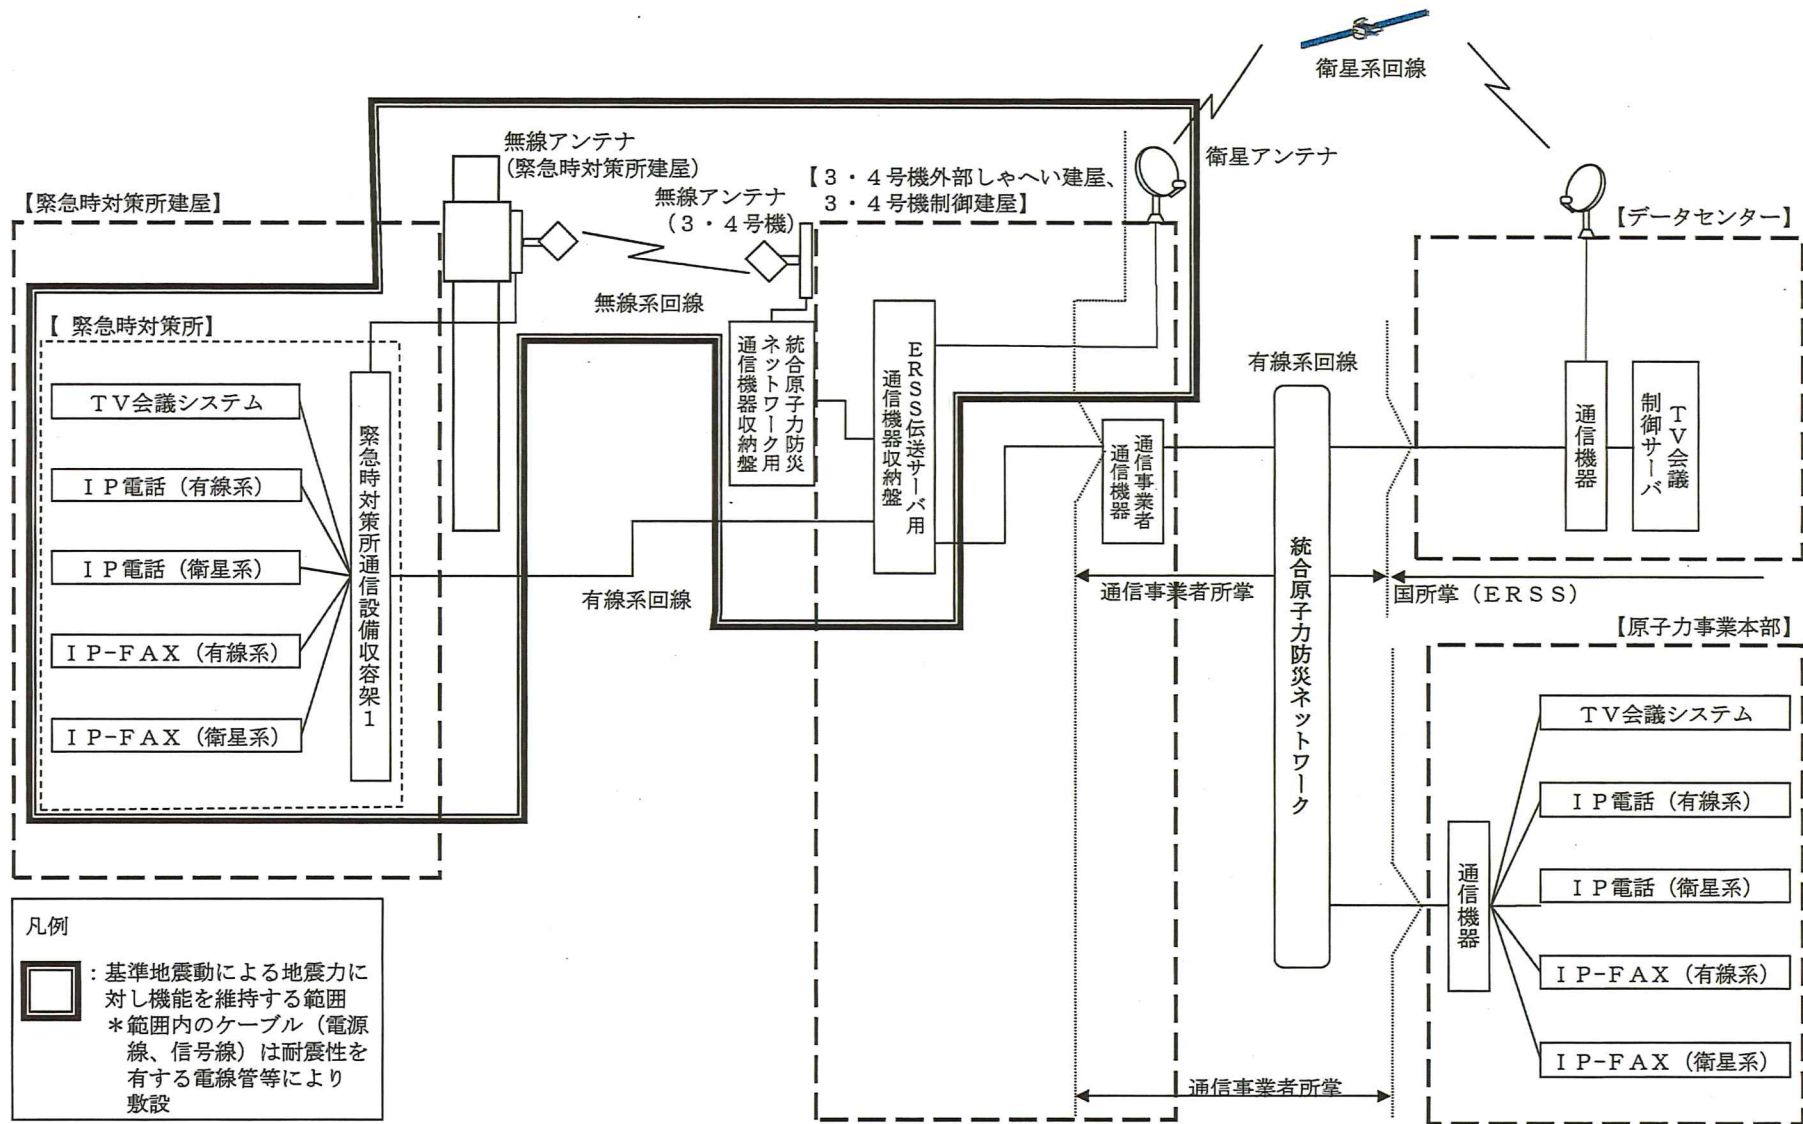 衛星系回線
無線アンテナ
(緊急時対策所建屋)
衛星アンテナ
無線アンテナ
(3・4号機)
【3・4号機外部しゃへい建屋、
3・4号機制御建屋】
【緊急時対策所建屋】
【データセンター】
無線系回線
【 緊急時対策所】
TV会議システム
IP電話(有線系)
IP電話(衛星系)
IP-FAX(有線系)
IP-FAX(衛星系)
緊急時対策所通信設備収容架1
有線系回線
統合原子力防災
ネットワーク用
通信機器収納盤
ERSS伝送サーバ用
通信機器収納盤
通信事業者
通信機器
有線系回線
統合原子力防災ネットワーク
通信機器
TV会議
制御サーバ
通信事業者所掌
国所掌(ERSS)
【原子力事業本部】
通信機器
TV会議システム
IP電話(有線系)
IP電話(衛星系)
IP-FAX(有線系)
IP-FAX(衛星系)
通信事業者所掌
凡例
:基準地震動による地震力に
対し機能を維持する範囲
*範囲内のケーブル(電源
線、信号線)は耐震性を
有する電線管等により
敷設